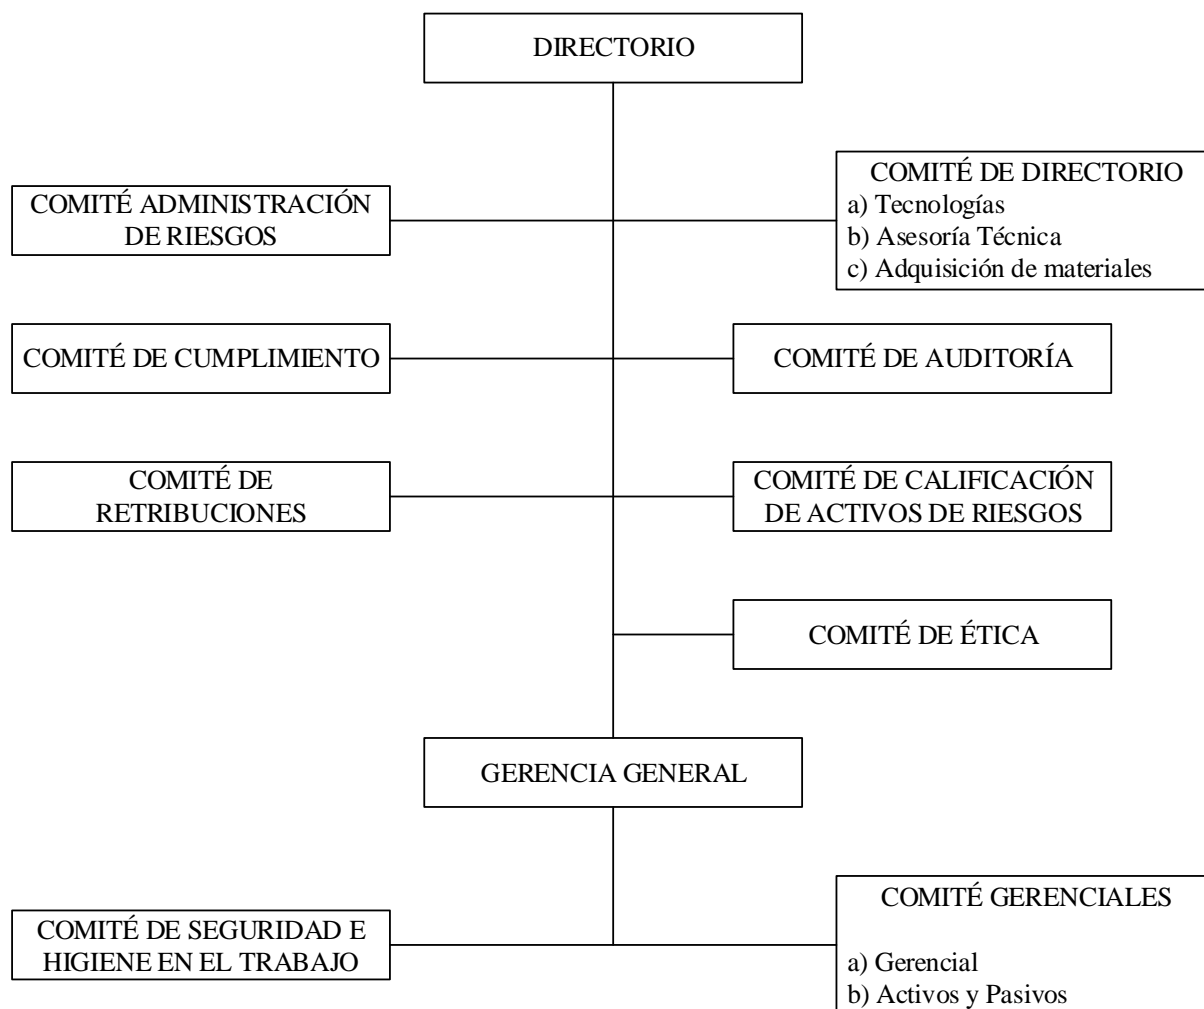 DIRECTORIO
COMITÉ ADMINISTRACIÓN
DE RIESGOS
COMITÉ DE DIRECTORIO
a) Tecnologías
b) Asesoría Técnica
c) Adquisición de materiales
COMITÉ DE CUMPLIMIENTO
COMITÉ DE AUDITORÍA
COMITÉ DE
RETRIBUCIONES
COMITÉ DE CALIFICACIÓN
DE ACTIVOS DE RIESGOS
COMITÉ DE ÉTICA
GERENCIA GENERAL
COMITÉ DE SEGURIDAD E
HIGIENE EN EL TRABAJO
COMITÉ GERENCIALES
a) Gerencial
b) Activos y Pasivos